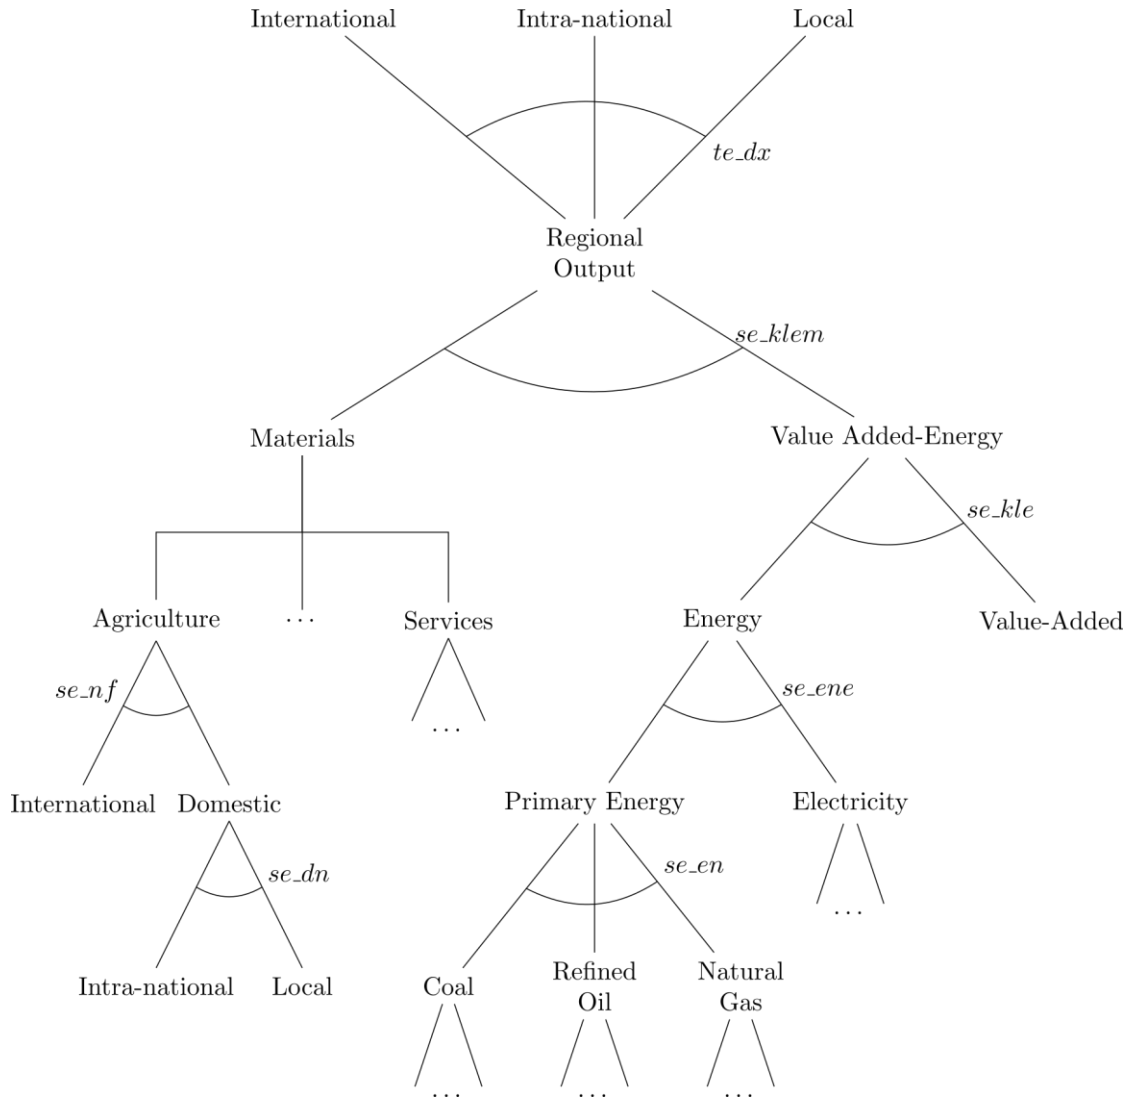 International Intra-national Local
te_dx
Regional
Output
se_klem
Materials Value Added-Energy
se_kle
Agriculture ... Services Energy Value-Added
se_nf se_ene
...
International Domestic Primary Energy Electricity
se_dn se_en
...
Intra-national Local Coal Refined
Oil Natural
Gas
... ... ...